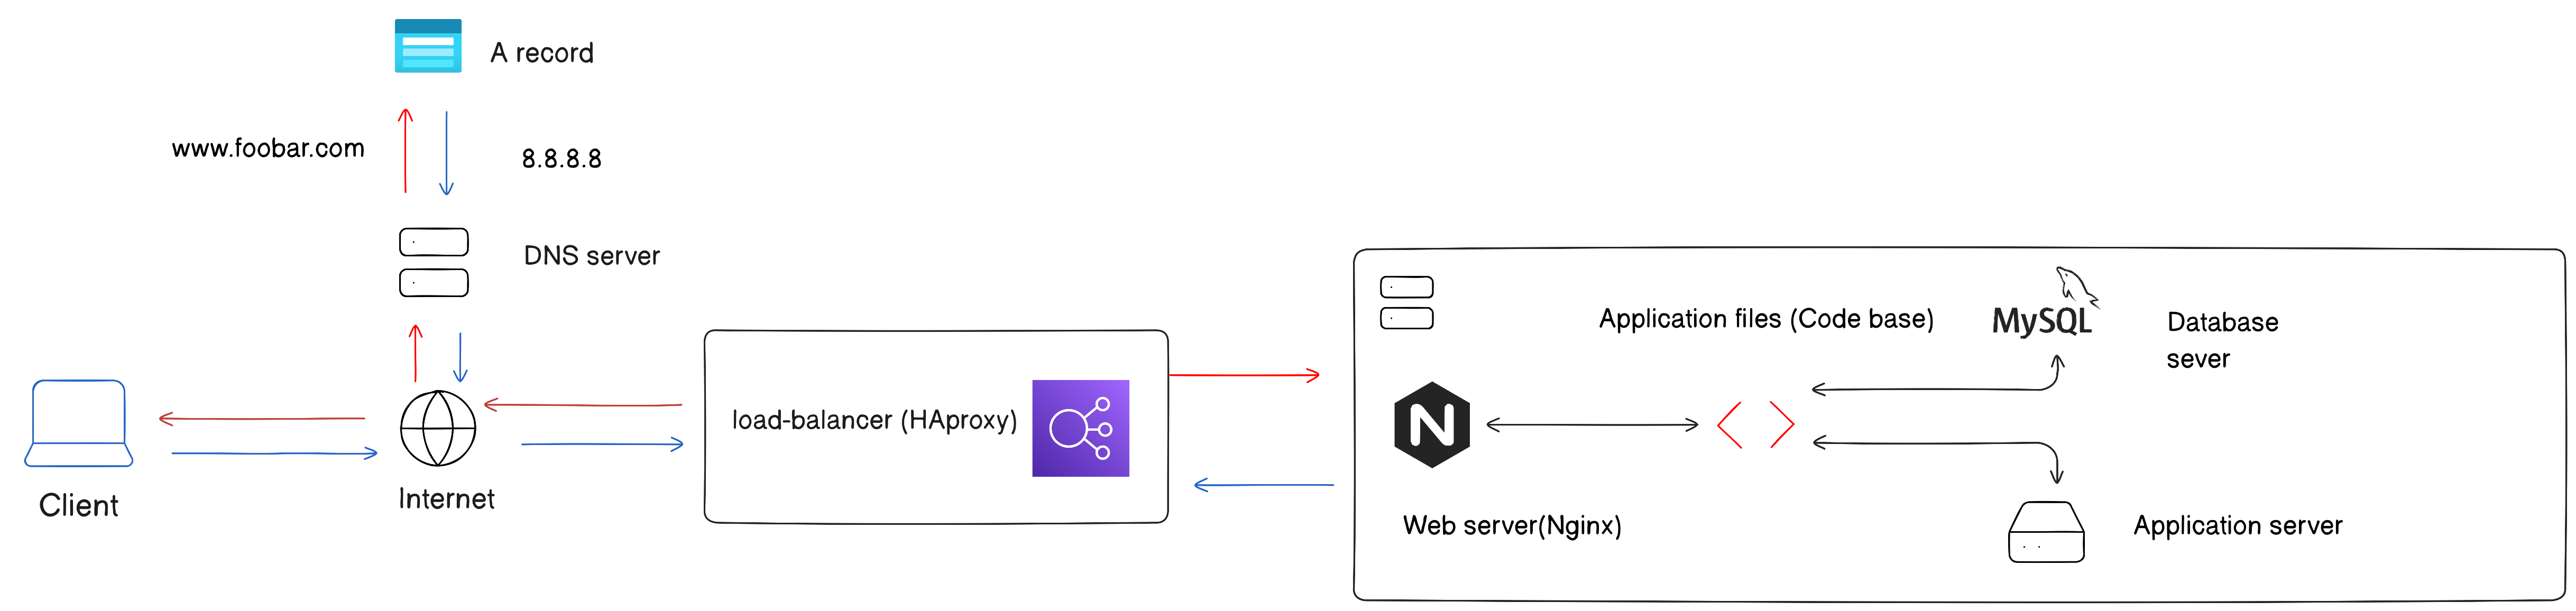 A record
www.foobar.com
8.8.8.8
DNS server
Client
Internet
load-balancer (HAproxy)
Application files (Code base)
MySQL
Database
sever
N
Web server(Nginx)
Application server